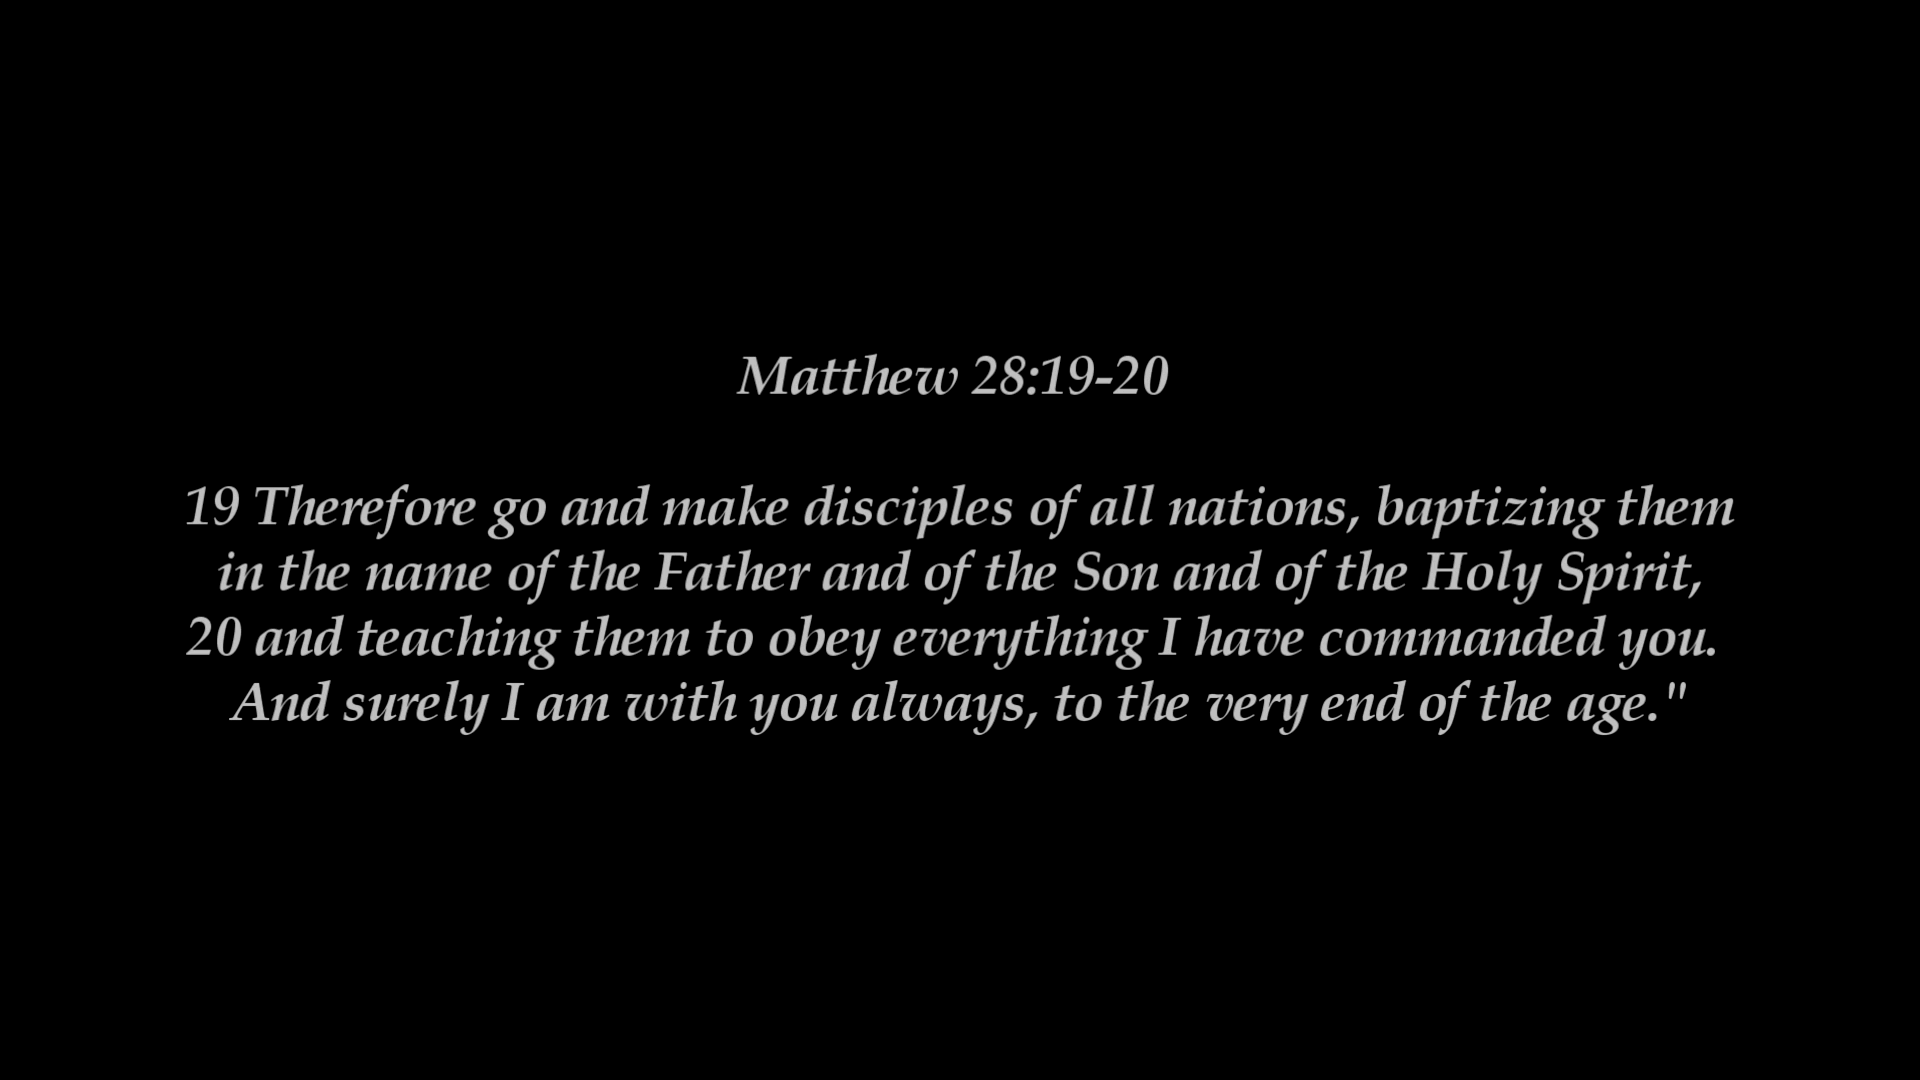 Matthew 28:19-20
19 Therefore go and make disciples of all nations, baptizing them
in the name of the Father and of the Son and of the Holy Spirit,
20 and teaching them to obey everything I have commanded you.
And surely I am with you always, to the very end of the age."